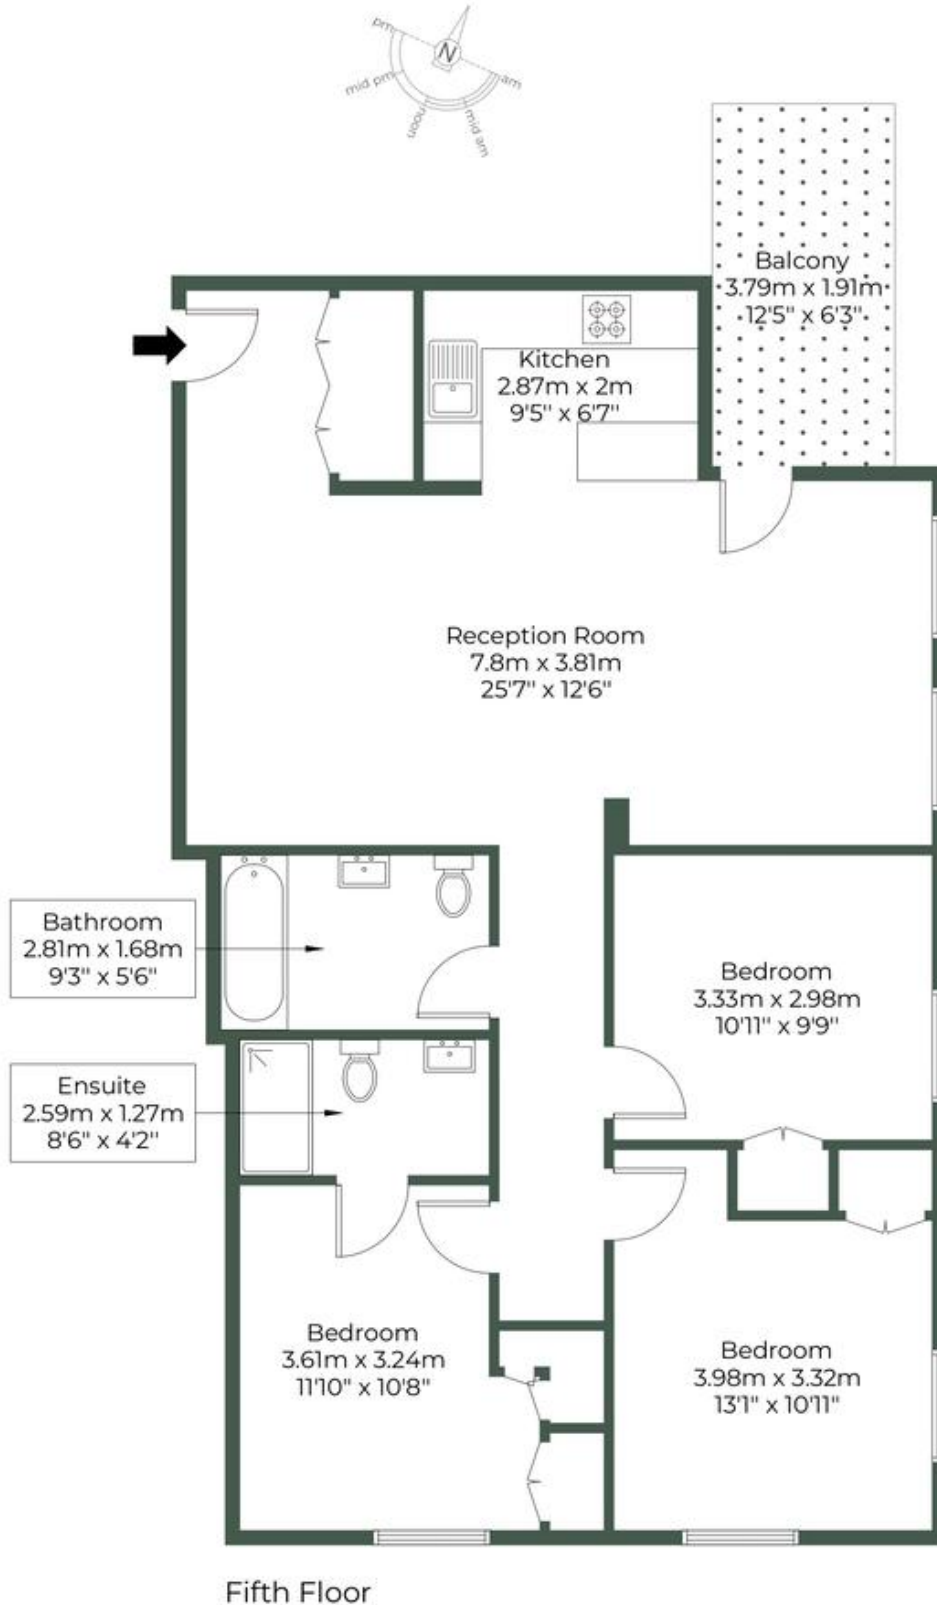 pm
N
am
mid pm
noon
mid am
Balcony
3.79m x 1.91m
12'5" x 6'3"
Kitchen
2.87m x 2m
9'5" x 6'7"
Reception Room
7.8m x 3.81m
25'7" x 12'6"
Bathroom
2.81m x 1.68m
9'3" x 5'6"
Bedroom
3.33m x 2.98m
10'11" x 9'9"
Ensuite
2.59m x 1.27m
8'6" x 4'2"
Bedroom
3.61m x 3.24m
11'10" x 10'8"
Bedroom
3.98m x 3.32m
13'1" x 10'11"
Fifth Floor